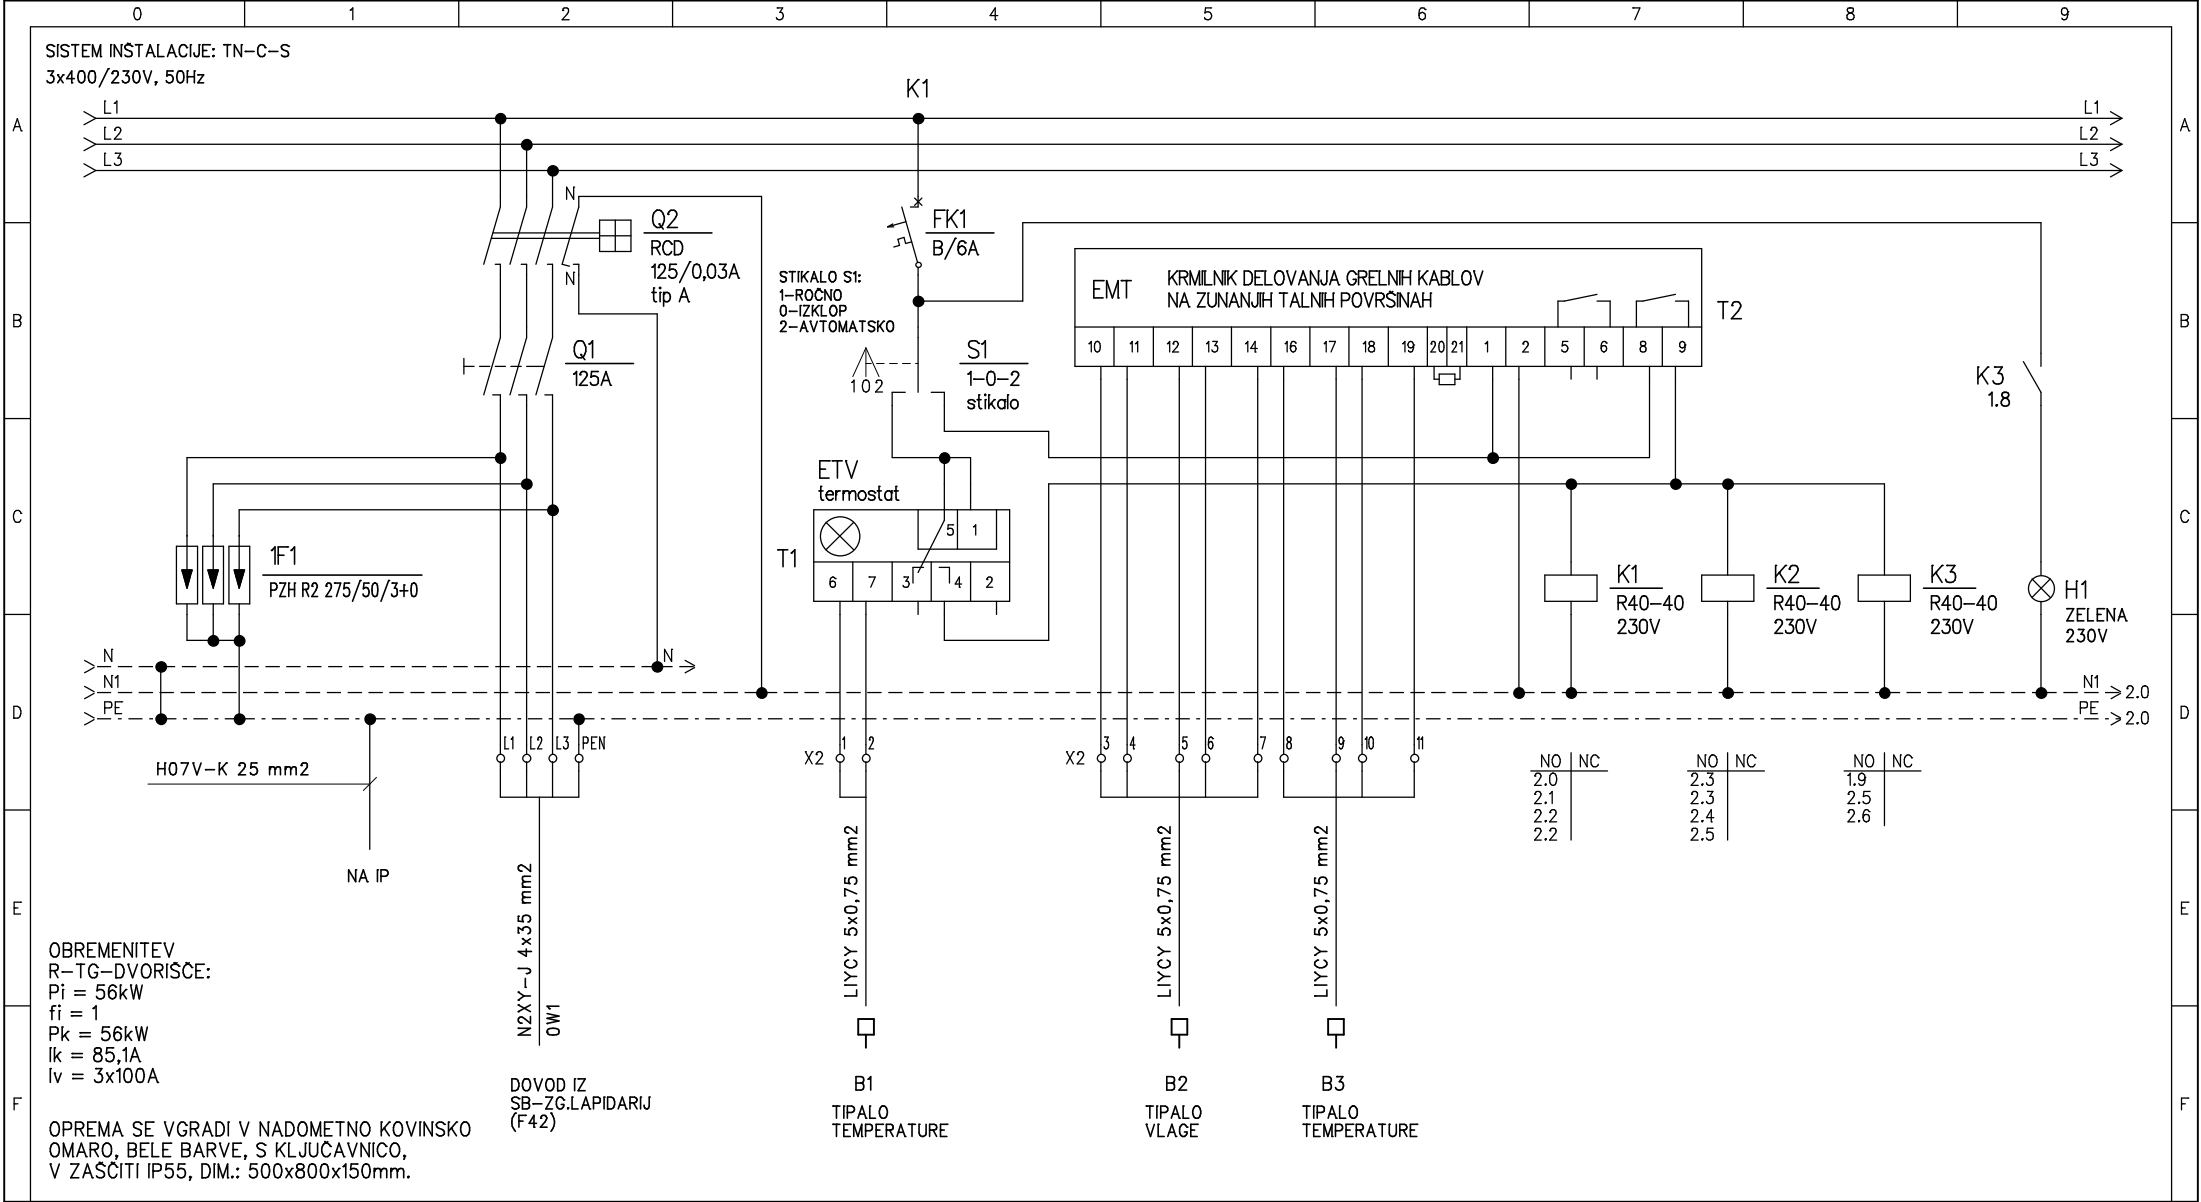 0 1 2 3 4 5 6 7 8 9
SISTEM INŠTALACIJE: TN-C-S
3x400/230V, 50Hz
K1
A A
L1 L1
L2 L2
L3 L3
N
Q2
RCD
125/0,03A
tip A
N
FK1
B/6A
STIKALO S1:
1-ROČNO
0-IZKLOP
2-AVTOMATSKO
EMT
KRMILNIK DELOVANJA GRELNIH KABLOV
NA ZUNANJIH TALNIH POVRŠINAH
T2
B B
10 11 12 13 14 16 17 18 19 20 21 1 2 5 6 8 9
Q1
125A
1 0 2
S1
1-0-2
stikalo
K3
1.8
ETV
termostat
C C
5 1
T1
6 7 3 4 2
1F1
PZH R2 275/50/3+0
K1
R40-40
230V
K2
R40-40
230V
K3
R40-40
230V
H1
ZELENA
230V
N N
N1 N1 2.0
D D
PE PE 2.0
L1 L2 L3 PEN
X2 1 2
X2 3 4 5 6 7 8 9 10 11
H07V-K 25 mm2
NO NC
2.0
2.1
2.2
2.2
NO NC
2.3
2.3
2.4
2.5
NO NC
1.9
2.5
2.6
NA IP
N2XY-J 4x35 mm2
0W1
LIYCY 5x0,75 mm2
LIYCY 5x0,75 mm2
LIYCY 5x0,75 mm2
E E
OBREMENITEV
R-TG-DVORIŠČE:
Pi = 56kW
fi = 1
Pk = 56kW
Ik = 85,1A
Iv = 3x100A
DOVOD IZ
SB-ZG.LAPIDARIJ
(F42)
B1
TIPALO
TEMPERATURE
B2
TIPALO
VLAGE
B3
TIPALO
TEMPERATURE
F F
OPREMA SE VGRADI V NADOMETNO KOVINSKO
OMARO, BELE BARVE, S KLJUČAVNICO,
V ZAŠČITI IP55, DIM.: 500x800x150mm.